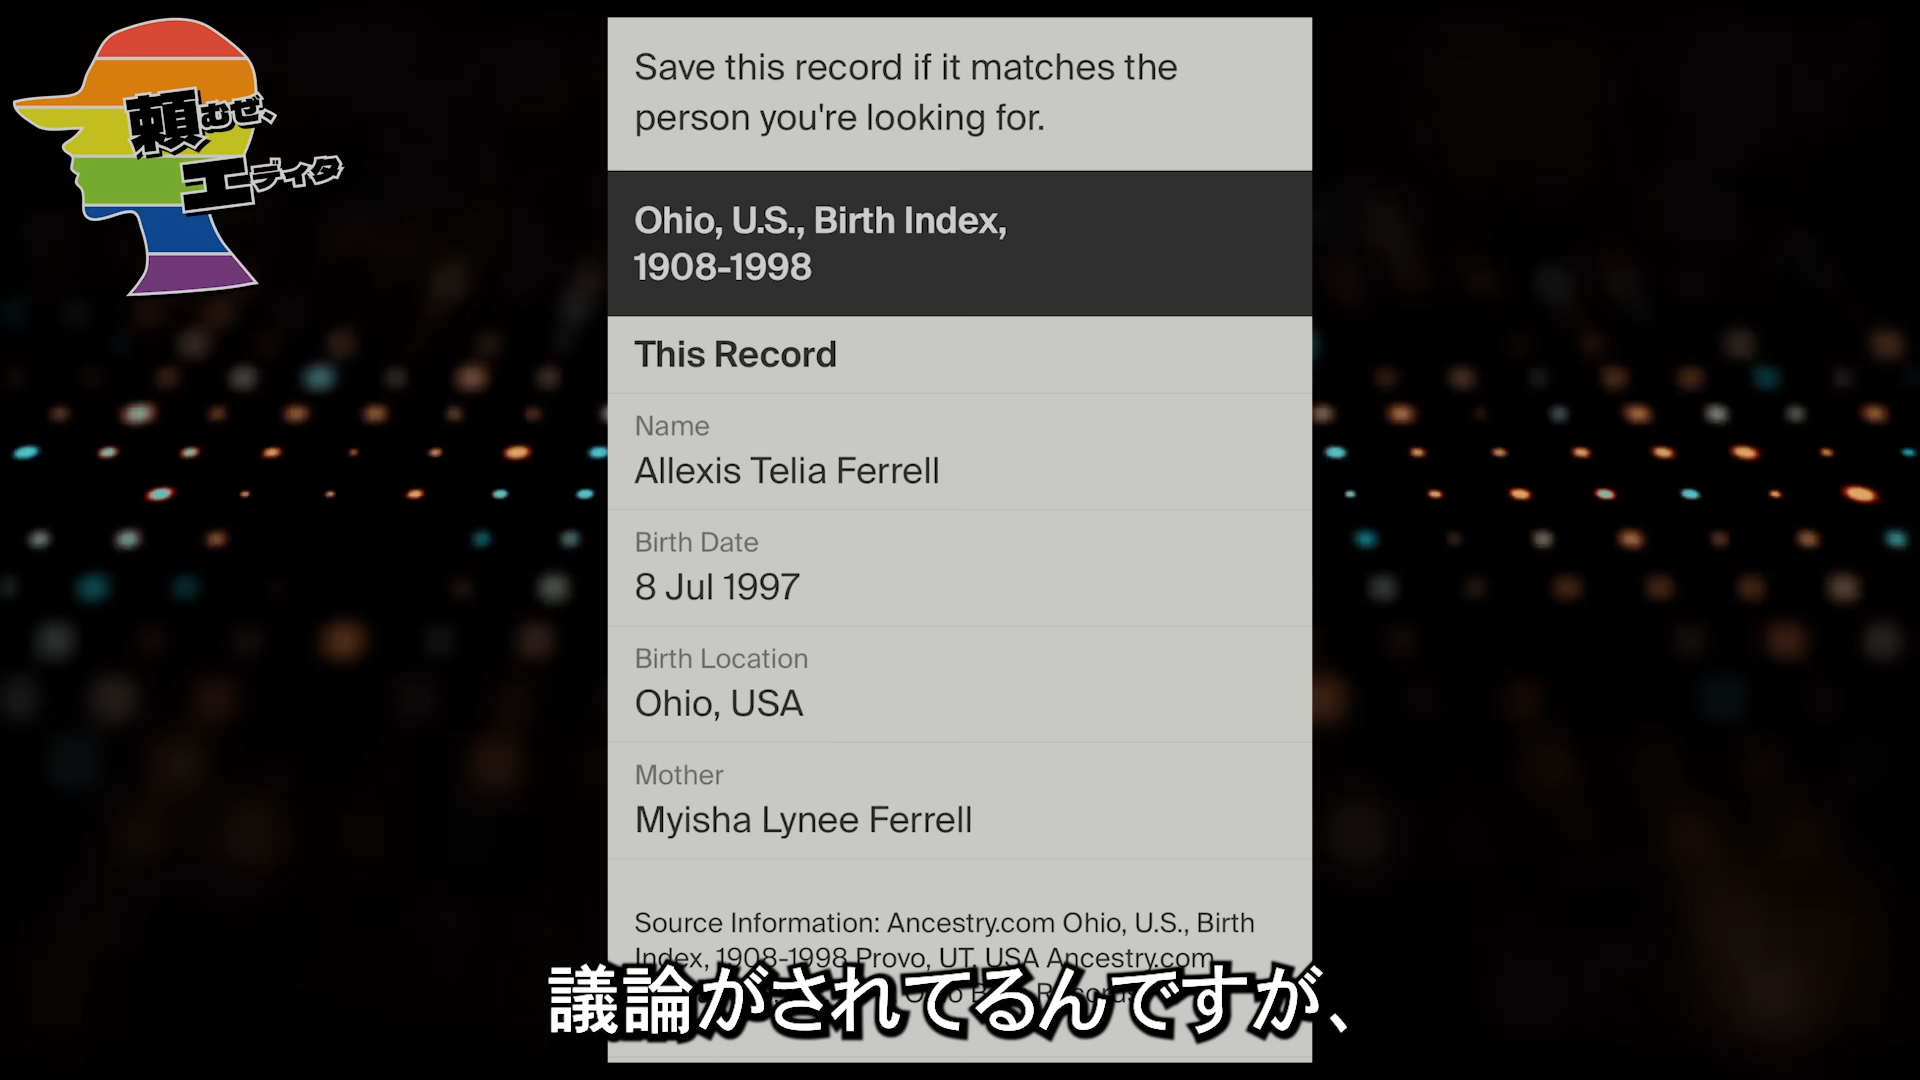 頼むぜ、
エディタ
Save this record if it matches the
person you're looking for.
Ohio, U.S., Birth Index,
1908-1998
This Record
Name
Allexis Telia Ferrell
Birth Date
8 Jul 1997
Birth Location
Ohio, USA
Mother
Myisha Lynee Ferrell
Source Information: Ancestry.com Ohio, U.S., Birth
Index, 1908-1998 Provo, UT, USA Ancestry.com
議論がされてるんですが、